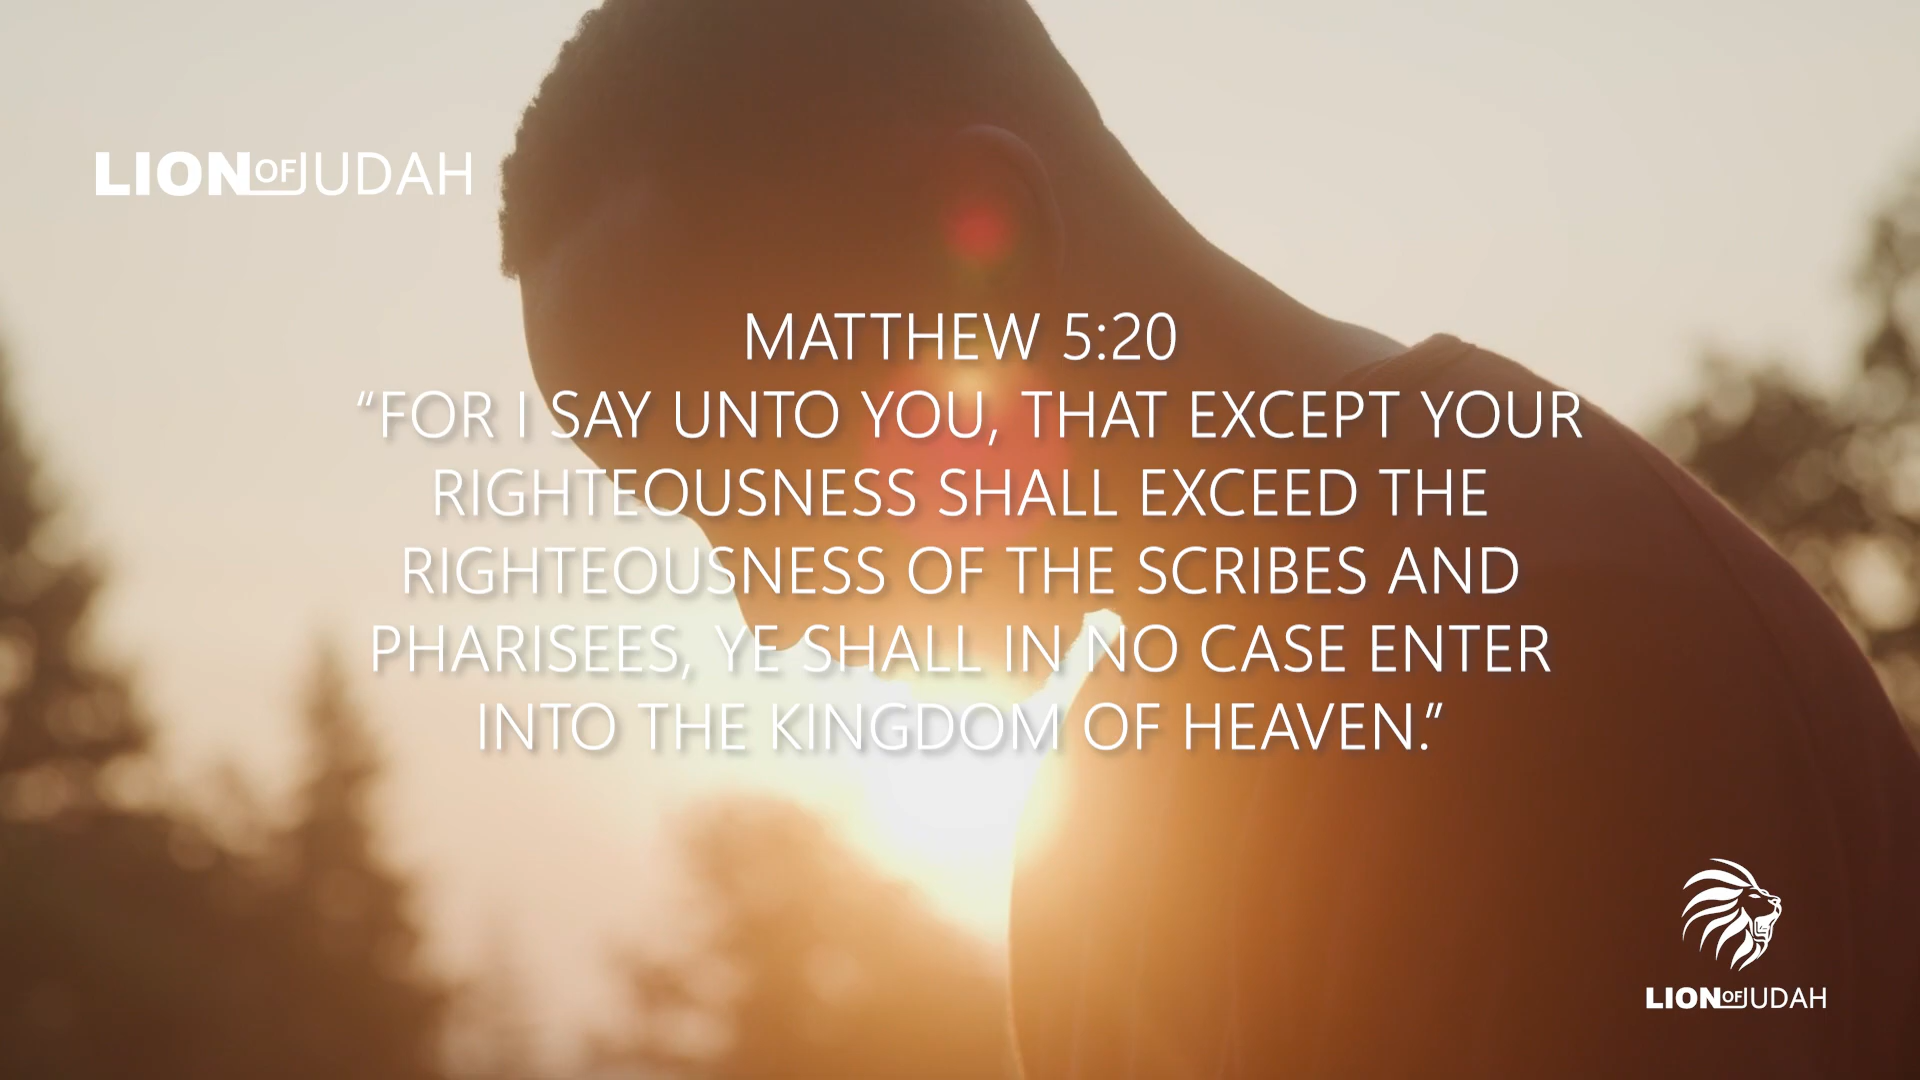 LION OF JUDAH
MATTHEW 5:20
“FOR I SAY UNTO YOU, THAT EXCEPT YOUR
RIGHTEOUSNESS SHALL EXCEED THE
RIGHTEOUSNESS OF THE SCRIBES AND
PHARISEES, YE SHALL IN NO CASE ENTER
INTO THE KINGDOM OF HEAVEN.”
LION OF JUDAH